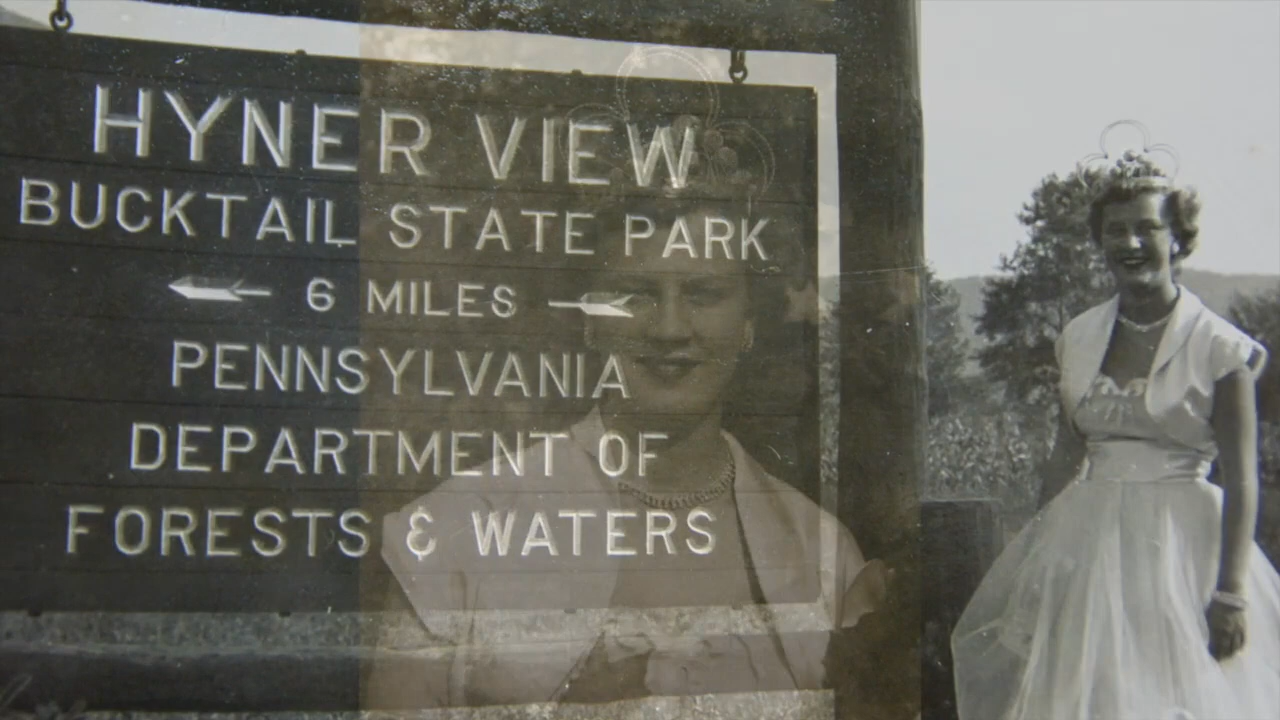 HYNER VIEW
BUCKTAIL STATE PARK
6 MILES
PENNSYLVANIA
DEPARTMENT OF
FORESTS & WATERS